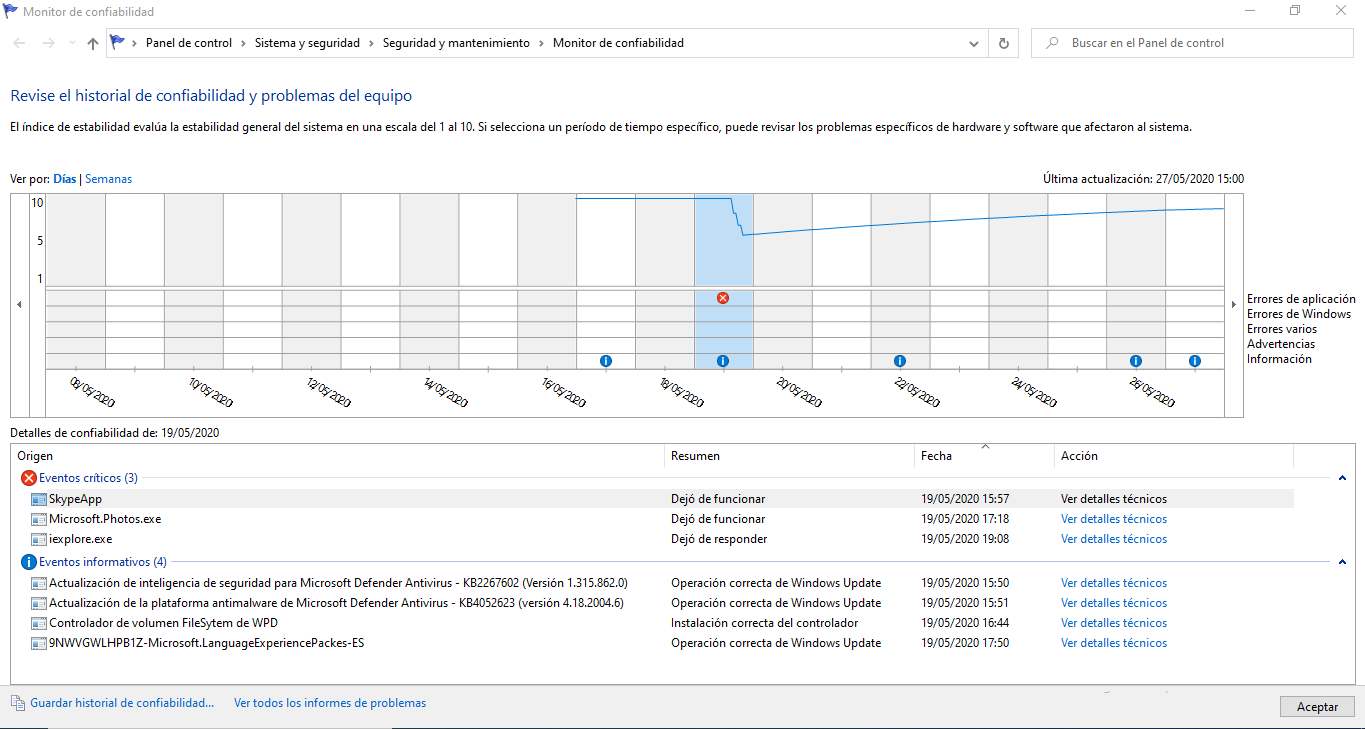 Monitor de confiabilidad
Panel de control > Sistema y seguridad > Seguridad y mantenimiento > Monitor de confiabilidad
Buscar en el Panel de control
Revise el historial de confiabilidad y problemas del equipo
El índice de estabilidad evalúa la estabilidad general del sistema en una escala del 1 al 10. Si selecciona un período de tiempo específico, puede revisar los problemas específicos de hardware y software que afectaron al sistema.
Ver por: Días | Semanas
Última actualización: 27/05/2020 15:00
10
5
1
Errores de aplicación
Errores de Windows
Errores varios
Advertencias
Información
08/05/2020 10/05/2020 12/05/2020 14/05/2020 16/05/2020 18/05/2020 20/05/2020 22/05/2020 24/05/2020 26/05/2020
Detalles de confiabilidad de: 19/05/2020
Origen Resumen Fecha Acción
Eventos críticos (3)
SkypeApp Dejó de funcionar 19/05/2020 15:57 Ver detalles técnicos
Microsoft.Photos.exe Dejó de funcionar 19/05/2020 17:18 Ver detalles técnicos
iexplore.exe Dejó de responder 19/05/2020 19:08 Ver detalles técnicos
Eventos informativos (4)
Actualización de inteligencia de seguridad para Microsoft Defender Antivirus - KB2267602 (Versión 1.315.862.0) Operación correcta de Windows Update 19/05/2020 15:50 Ver detalles técnicos
Actualización de la plataforma antimalware de Microsoft Defender Antivirus - KB4052623 (versión 4.18.2004.6) Operación correcta de Windows Update 19/05/2020 15:51 Ver detalles técnicos
Controlador de volumen FileSytem de WPD Instalación correcta del controlador 19/05/2020 16:44 Ver detalles técnicos
9NWVGWLHPB1Z-Microsoft.LanguageExperiencePackes-ES Operación correcta de Windows Update 19/05/2020 17:50 Ver detalles técnicos
Guardar historial de confiabilidad... Ver todos los informes de problemas
Aceptar